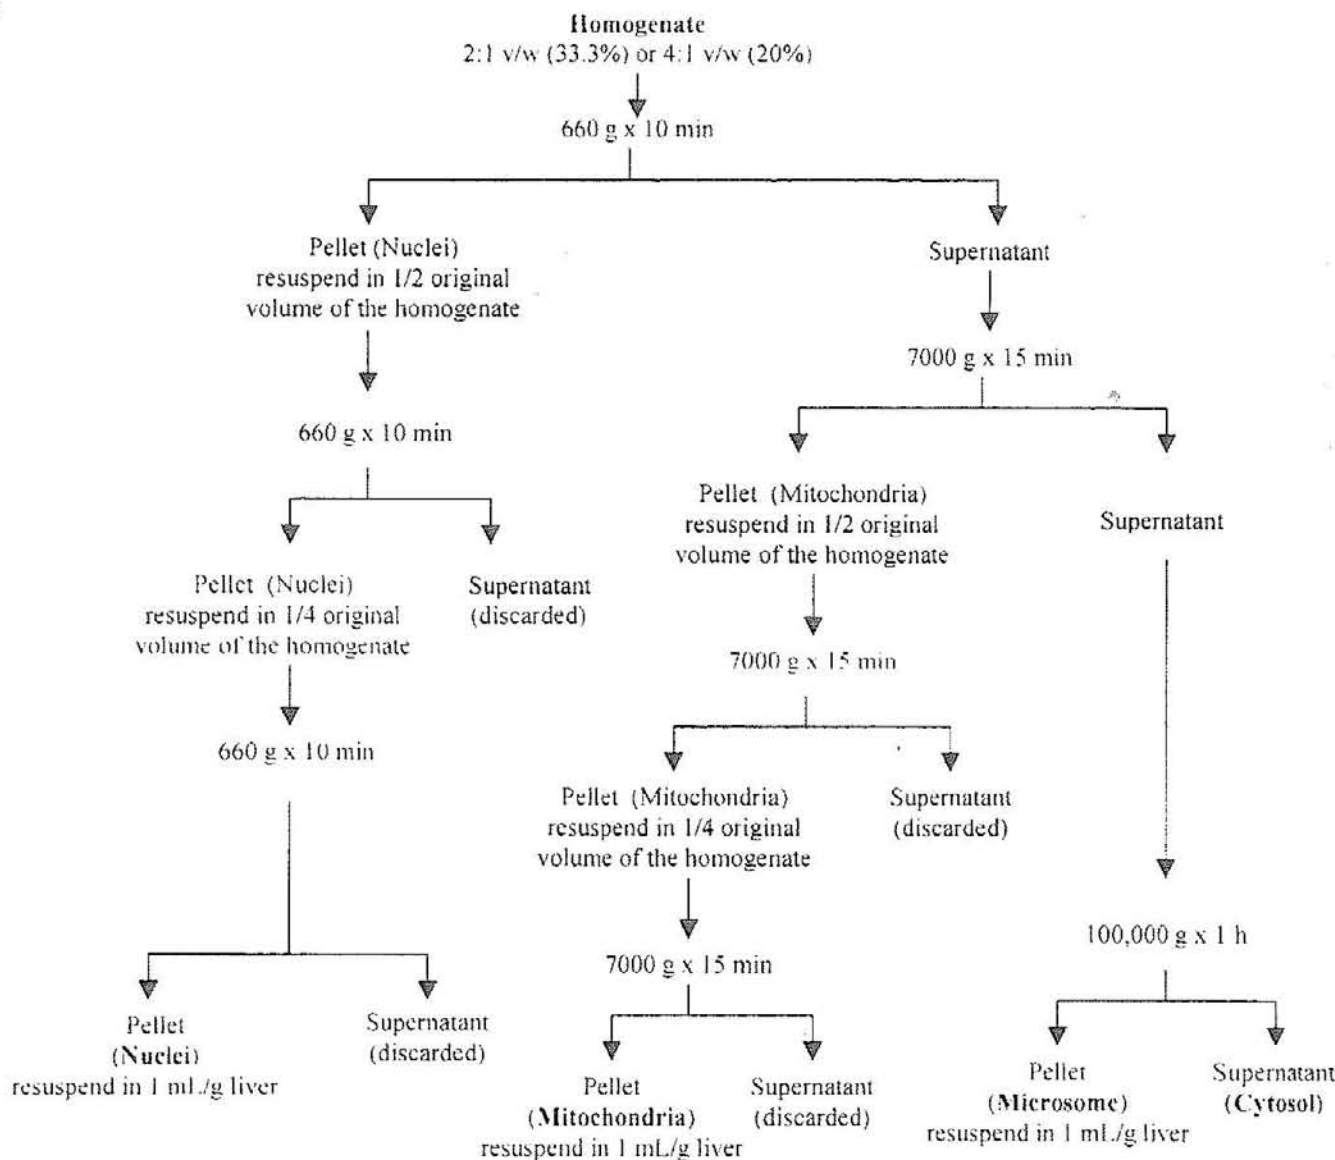 Homogenate
2:1 v/w (33.3%) or 4:1 v/w (20%)
660 g x 10 min
Pellet (Nuclei)
resuspend in 1/2 original
volume of the homogenate
Supernatant
7000 g x 15 min
660 g x 10 min
Pellet (Mitochondria)
resuspend in 1/2 original
volume of the homogenate
Supernatant
Pellet (Nuclei)
resuspend in 1/4 original
volume of the homogenate
Supernatant
(discarded)
7000 g x 15 min
660 g x 10 min
Pellet (Mitochondria)
resuspend in 1/4 original
volume of the homogenate
Supernatant
(discarded)
100,000 g x 1 h
7000 g x 15 min
Pellet
(Nuclei)
resuspend in 1 mL/g liver
Supernatant
(discarded)
Pellet
(Mitochondria)
resuspend in 1 mL/g liver
Supernatant
(discarded)
Pellet
(Microsome)
resuspend in 1 mL/g liver
Supernatant
(Cytosol)